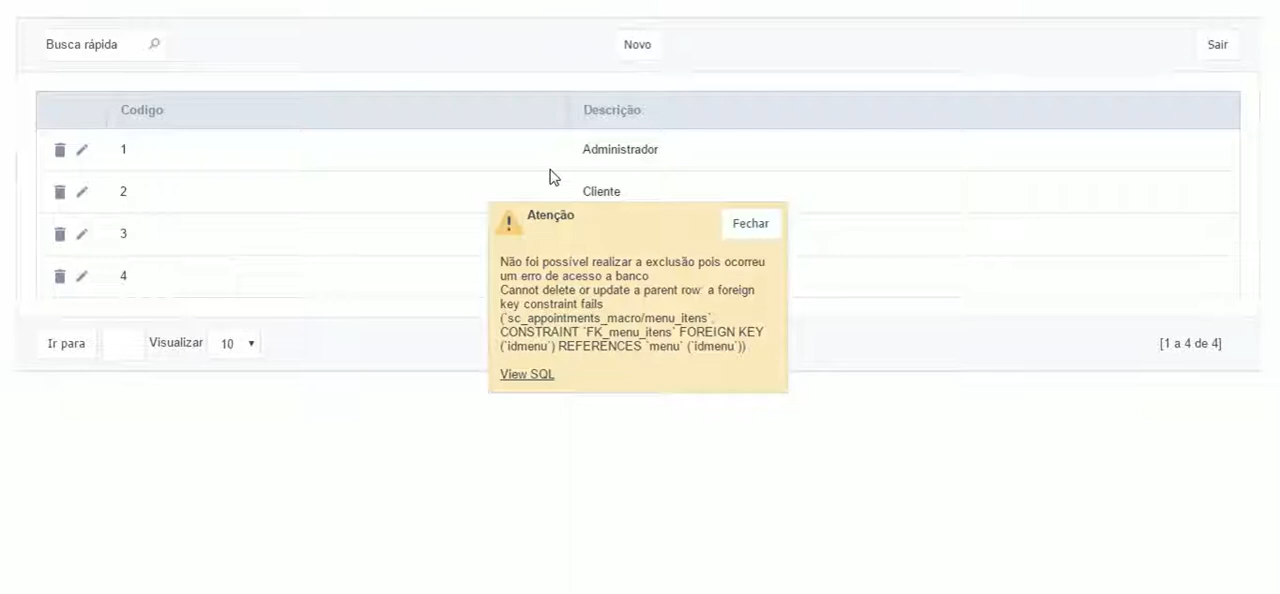 Busca rápida
Novo
Sair
Codigo
Descrição
1
Administrador
2
Cliente
3
4
Atenção
Fechar
Não foi possível realizar a exclusão pois ocorreu
um erro de acesso a banco
Cannot delete or update a parent row: a foreign
key constraint fails
(`sc_appointments_macro/menu_itens`,
CONSTRAINT `FK_menu_itens` FOREIGN KEY
(`idmenu`) REFERENCES `menu` (`idmenu`))
View SQL
Ir para
Visualizar
10
[1 a 4 de 4]